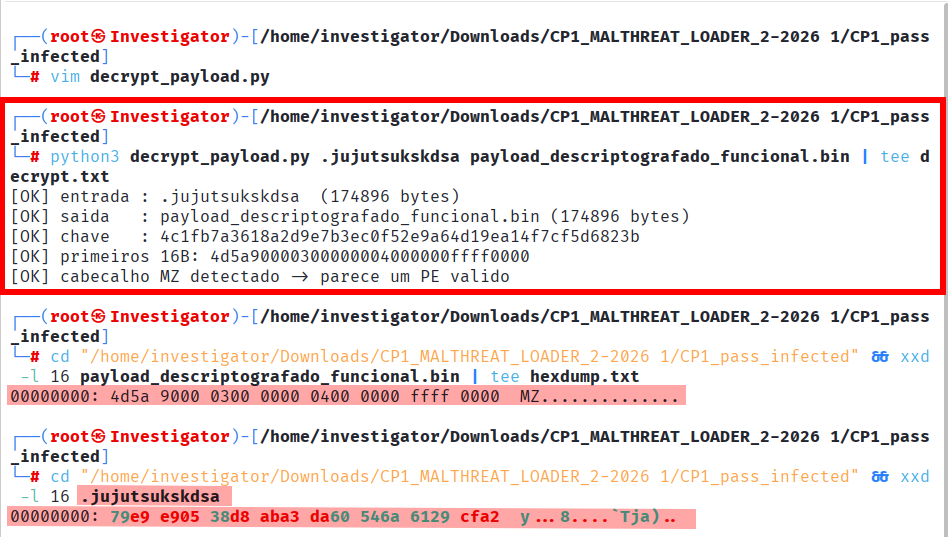 ┌──(root㉿Investigator)-[/home/investigator/Downloads/CP1_MALTHREAT_LOADER_2-2026 1/CP1_pass
_infected]
└─# vim decrypt_payload.py
┌──(root㉿Investigator)-[/home/investigator/Downloads/CP1_MALTHREAT_LOADER_2-2026 1/CP1_pass
_infected]
└─# python3 decrypt_payload.py .jujutsukskdsa payload_descriptografado_funcional.bin | tee d
ecrypt.txt
[OK] entrada : .jujutsukskdsa  (174896 bytes)
[OK] saida   : payload_descriptografado_funcional.bin (174896 bytes)
[OK] chave   : 4c1fb7a3618a2d9e7b3ec0f52e9a64d19ea14f7cf5d6823b
[OK] primeiros 16B: 4d5a90000300000004000000ffff0000
[OK] cabecalho MZ detectado -> parece um PE valido
┌──(root㉿Investigator)-[/home/investigator/Downloads/CP1_MALTHREAT_LOADER_2-2026 1/CP1_pass
_infected]
└─# cd "/home/investigator/Downloads/CP1_MALTHREAT_LOADER_2-2026 1/CP1_pass_infected" && xxd
 -l 16 payload_descriptografado_funcional.bin | tee hexdump.txt
00000000: 4d5a 9000 0300 0000 0400 0000 ffff 0000  MZ..............
┌──(root㉿Investigator)-[/home/investigator/Downloads/CP1_MALTHREAT_LOADER_2-2026 1/CP1_pass
_infected]
└─# cd "/home/investigator/Downloads/CP1_MALTHREAT_LOADER_2-2026 1/CP1_pass_infected" && xxd
 -l 16 .jujutsukskdsa
00000000: 79e9 e905 38d8 aba3 da60 546a 6129 cfa2  y...8....`Tja)..